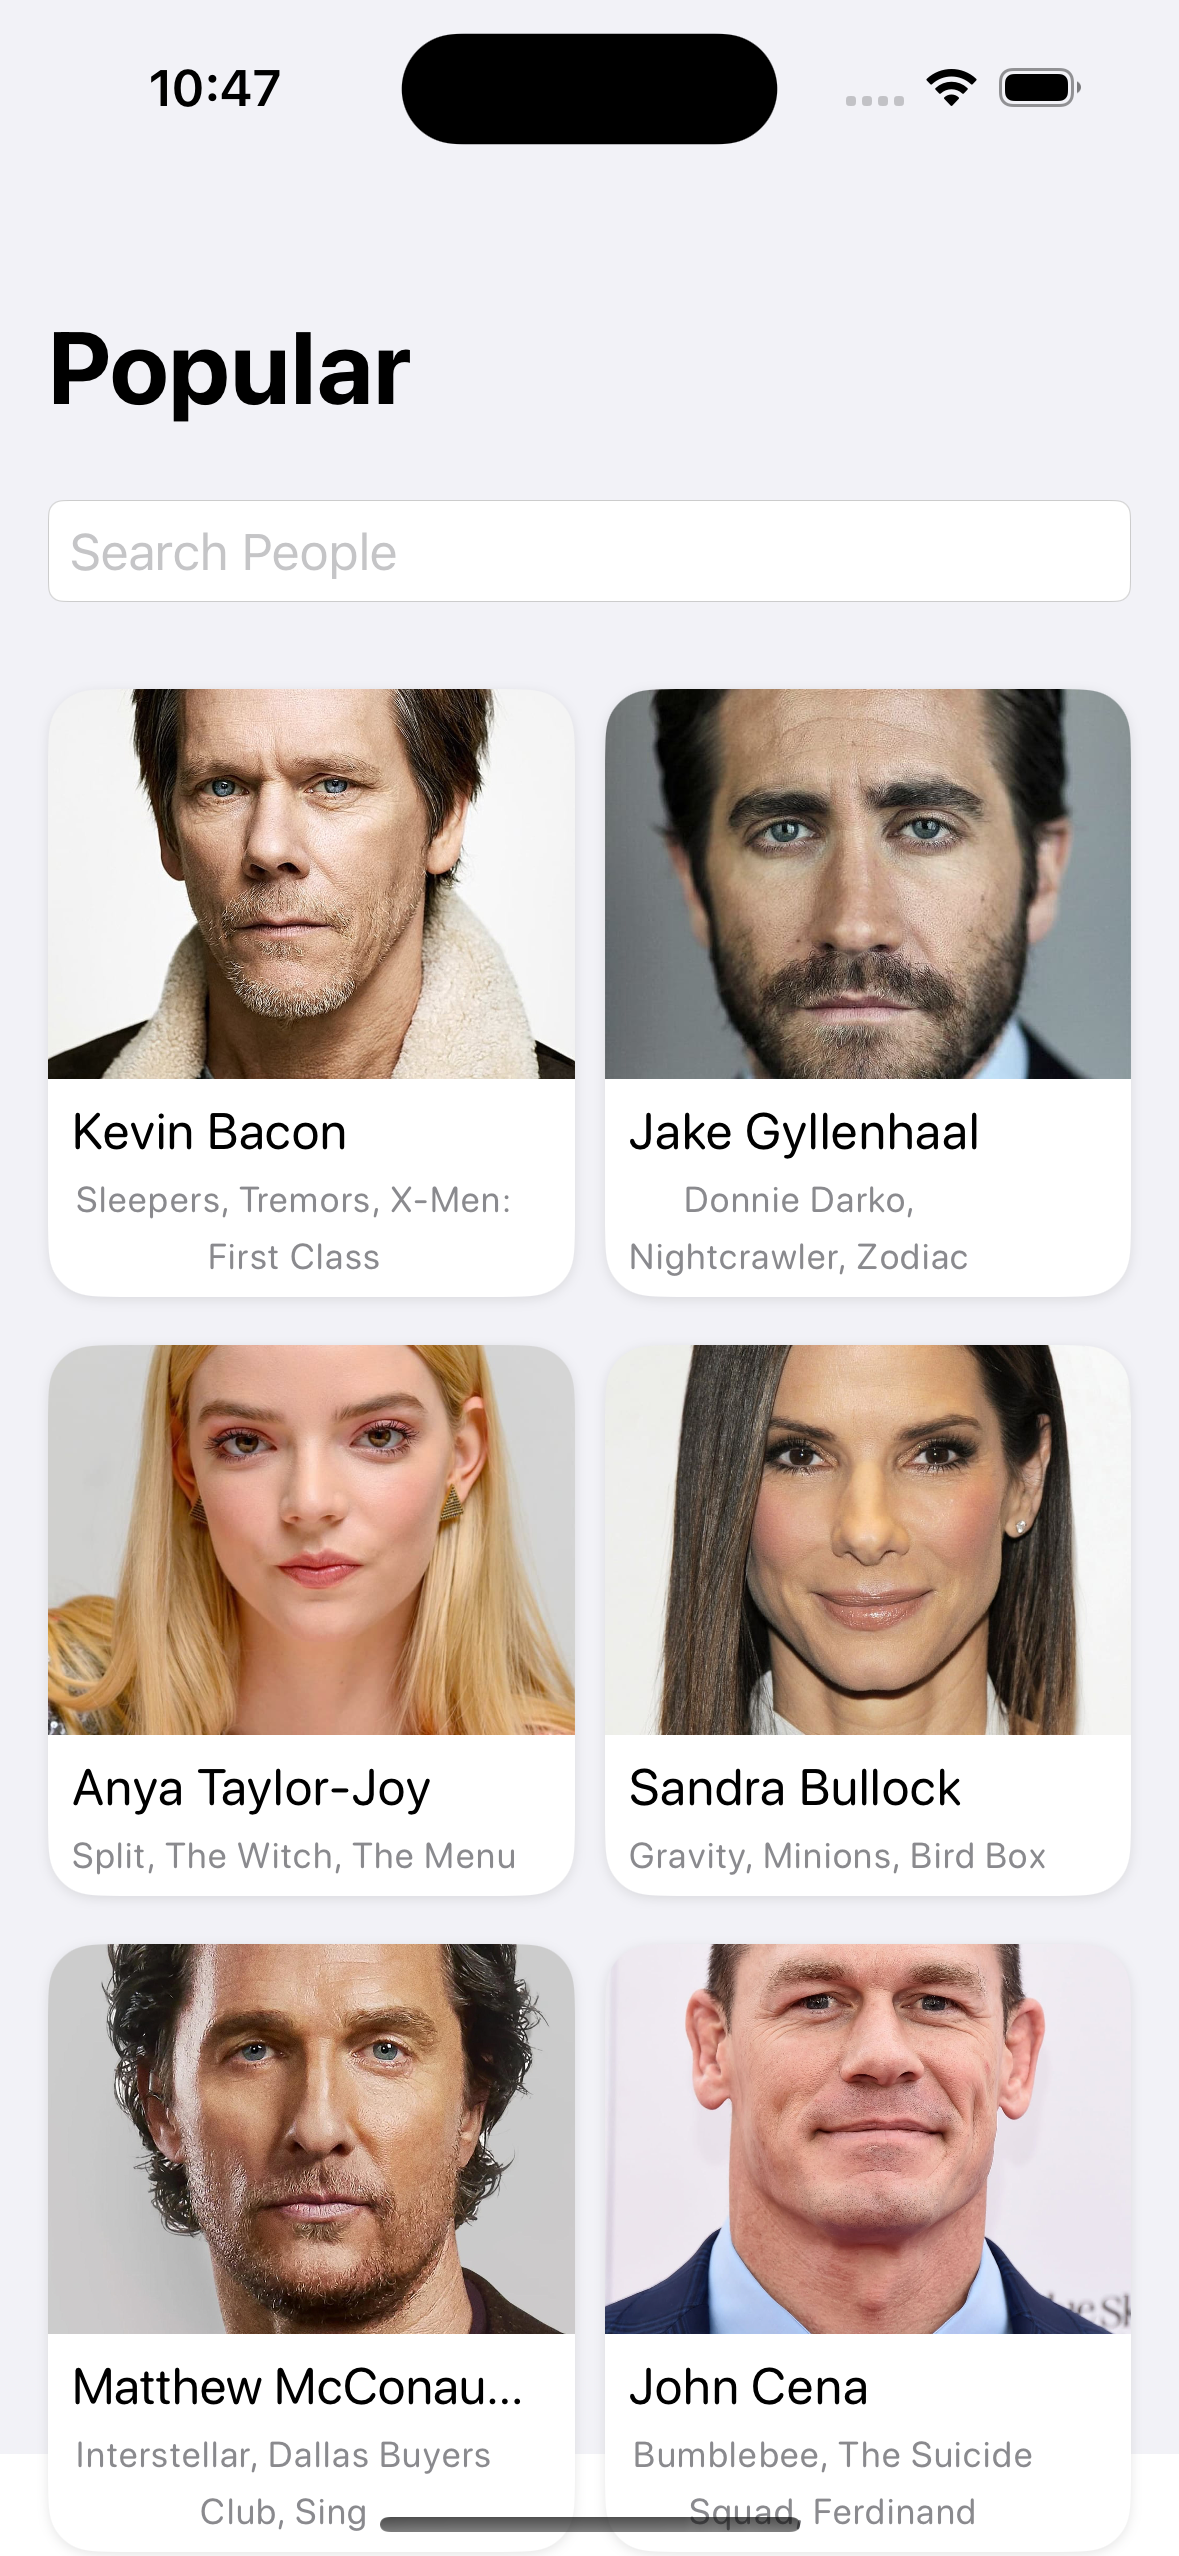 10:47
Popular
Search People
Kevin Bacon
Sleepers, Tremors, X-Men:
First Class
Jake Gyllenhaal
Donnie Darko,
Nightcrawler, Zodiac
Anya Taylor-Joy
Split, The Witch, The Menu
Sandra Bullock
Gravity, Minions, Bird Box
Matthew McConau...
Interstellar, Dallas Buyers
Club, Sing
John Cena
Bumblebee, The Suicide
Squad, Ferdinand